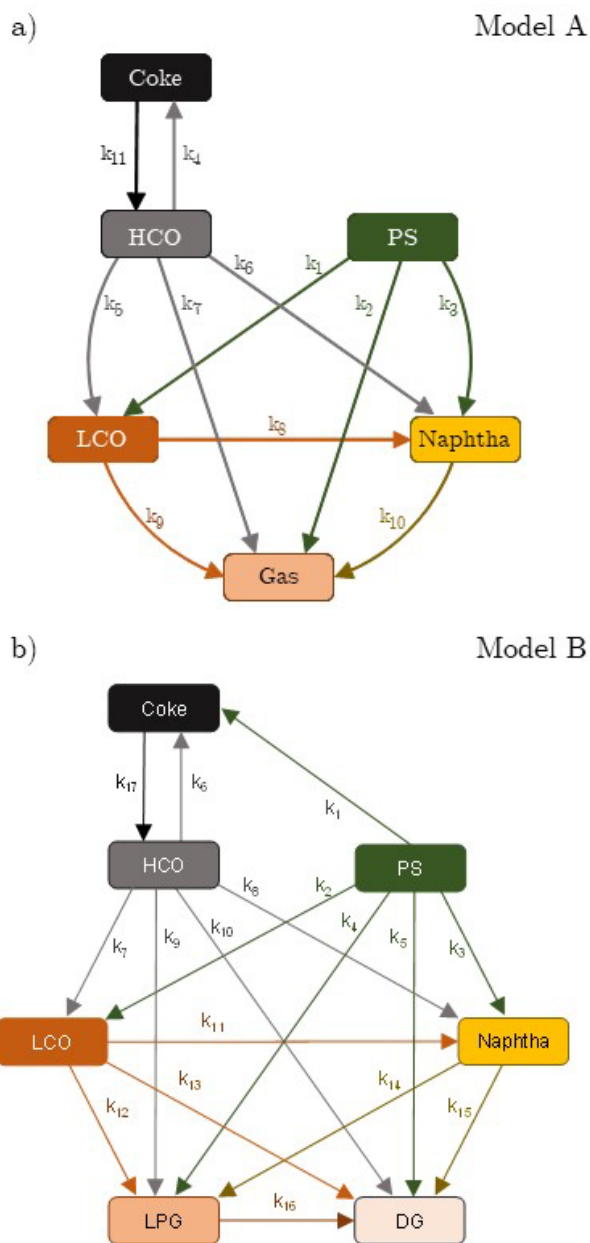 a) Model A
Coke
k₁₁ k₄
HCO PS
k₅ k₇ k₆ k₁ k₂ k₃
LCO k₈ Naphtha
k₉ k₁₀
Gas
b) Model B
Coke
k₁₇ k₆ k₁
HCO PS
k₇ k₉ k₁₀ k₈ k₂ k₄ k₅ k₃
LCO k₁₁ Naphtha
k₁₂ k₁₃ k₁₄ k₁₅
LPG k₁₆ DG